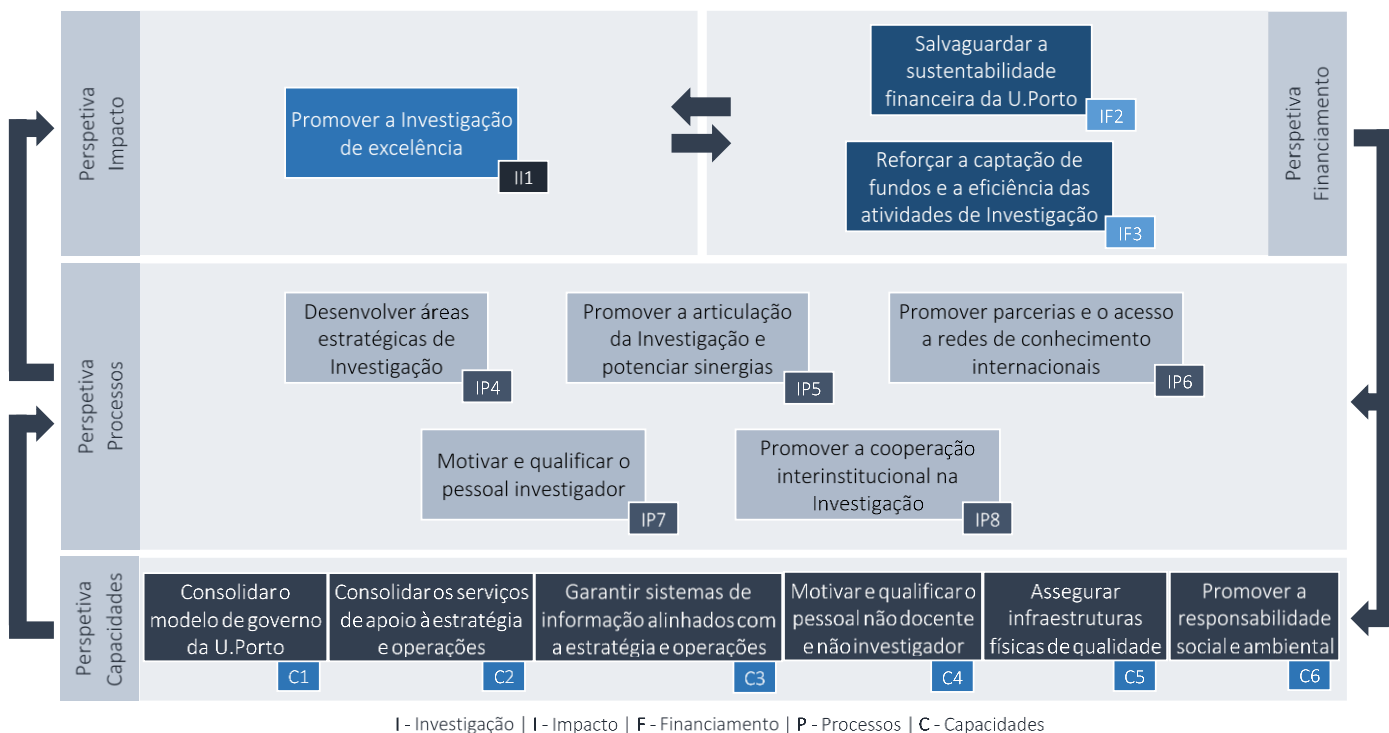 Perspetiva
Impacto
Promover a Investigação
de excelência
II1
Salvaguardar a
sustentabilidade
financeira da U.Porto
IF2
Reforçar a captação de
fundos e a eficiência das
atividades de Investigação
IF3
Perspetiva
Financiamento
Perspetiva
Processos
Desenvolver áreas
estratégicas de
Investigação
IP4
Promover a articulação
da Investigação e
potenciar sinergias
IP5
Promover parcerias e o acesso
a redes de conhecimento
internacionais
IP6
Motivar e qualificar o
pessoal investigador
IP7
Promover a cooperação
interinstitucional na
Investigação
IP8
Perspetiva
Capacidades
Consolidar o
modelo de governo
da U.Porto
C1
Consolidar os serviços
de apoio à estratégia
e operações
C2
Garantir sistemas de
informação alinhados com
a estratégia e operações
C3
Motivar e qualificar o
pessoal não docente
e não investigador
C4
Assegurar
infraestruturas
físicas de qualidade
C5
Promover a
responsabilidade
social e ambiental
C6
I - Investigação | I - Impacto | F - Financiamento | P - Processos | C - Capacidades